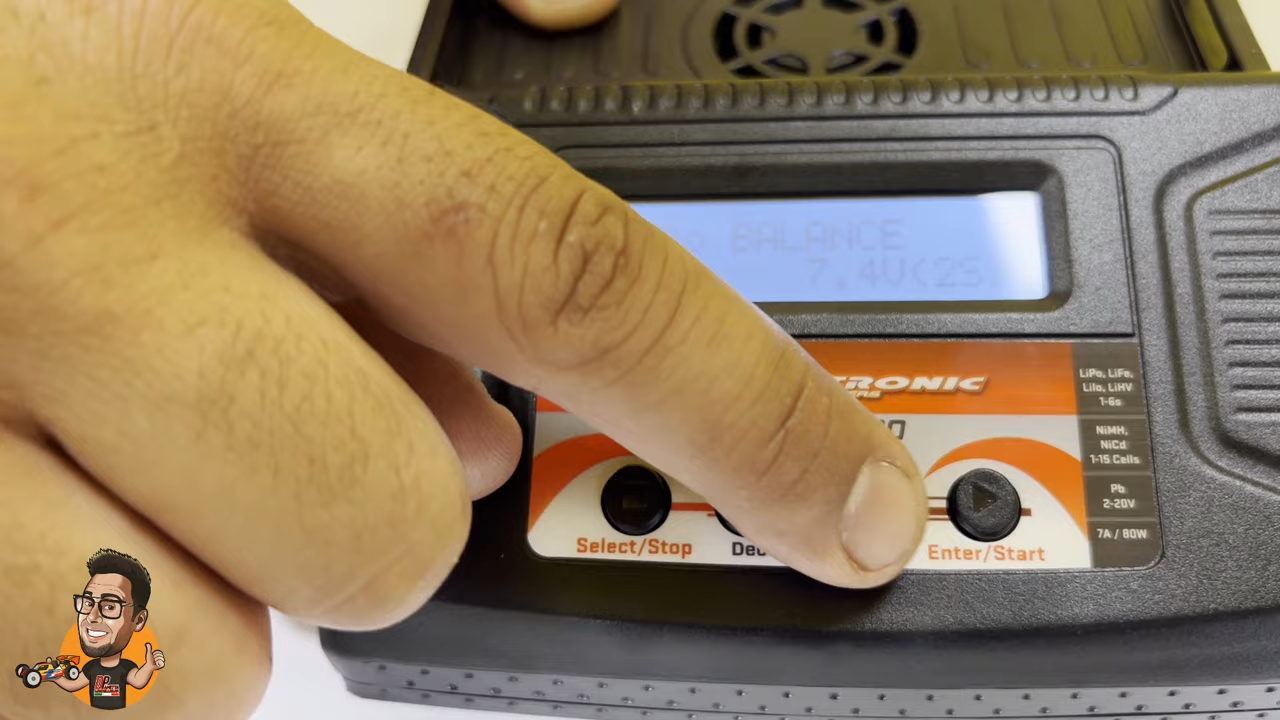 BALANCE
7.4V(2S
TRONIC
LiPo, LiFe,
LiIo, LiHV
1-6s
NiMH,
NiCd
1-15 Cells
Pb
2-20V
7A / 80W
Select/Stop
Dec
Enter/Start